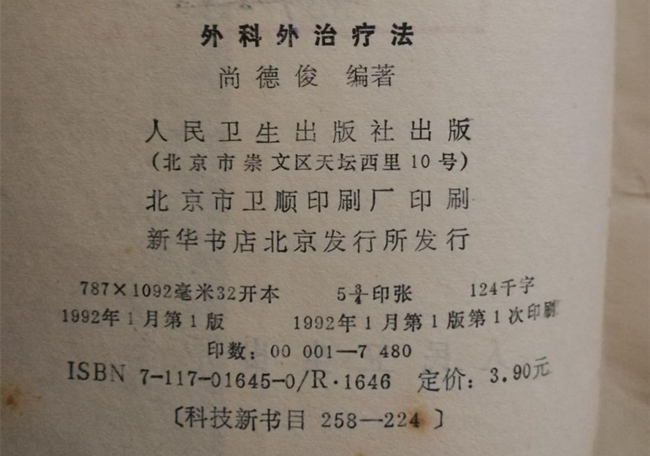 外科外治疗法
尚德俊 编著
人民卫生出版社出版
(北京市崇文区天坛西里10号)
北京市卫顺印刷厂印刷
新华书店北京发行所发行
787×1092毫米32开本 5¾印张 124千字
1992年1月第1版 1992年1月第1版第1次印刷
印数：00 001—7 480
ISBN 7-117-01645-0/R·1646 定价：3.90元
〔科技新书目 258—224〕